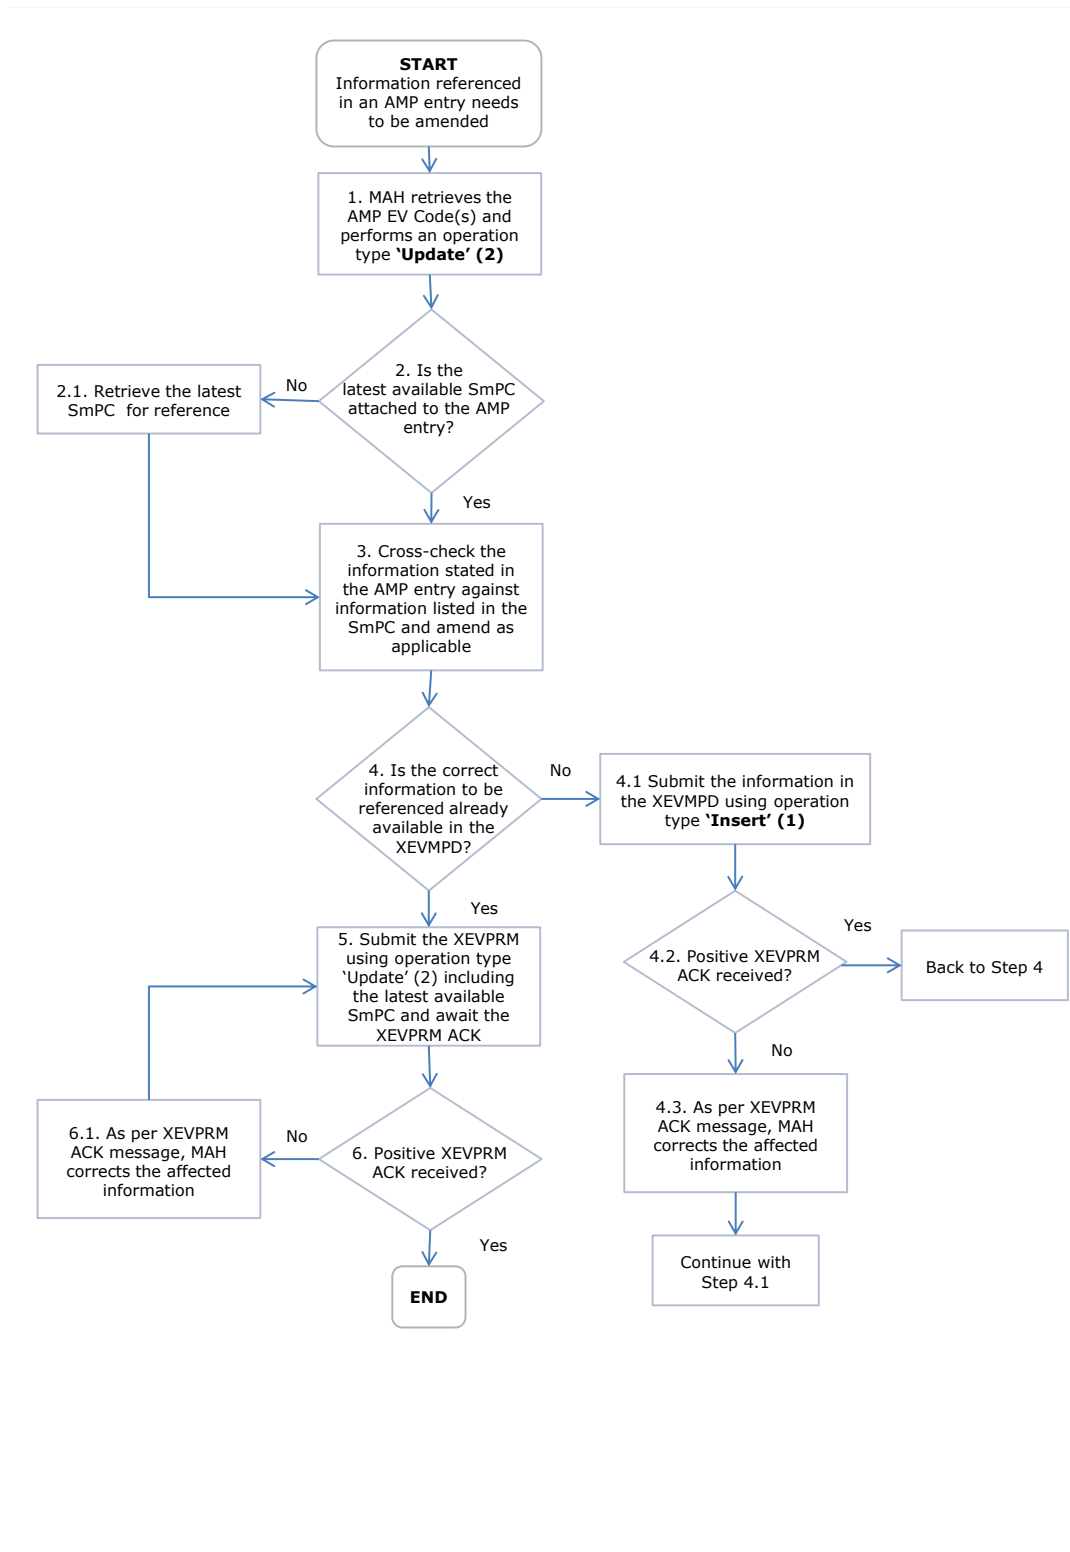 START
Information referenced
in an AMP entry needs
to be amended
1. MAH retrieves the
AMP EV Code(s) and
performs an operation
type ‘Update’ (2)
2. Is the
latest available SmPC
attached to the AMP
entry?
No
2.1. Retrieve the latest
SmPC for reference
Yes
3. Cross-check the
information stated in
the AMP entry against
information listed in the
SmPC and amend as
applicable
4. Is the correct
information to be
referenced already
available in the
XEVMPD?
No
4.1 Submit the information in
the XEVMPD using operation
type ‘Insert’ (1)
Yes
4.2. Positive XEVPRM
ACK received?
Yes
Back to Step 4
No
4.3. As per XEVPRM
ACK message, MAH
corrects the affected
information
Continue with
Step 4.1
5. Submit the XEVPRM
using operation type
‘Update’ (2) including
the latest available
SmPC and await the
XEVPRM ACK
6. Positive XEVPRM
ACK received?
No
6.1. As per XEVPRM
ACK message, MAH
corrects the affected
information
Yes
END